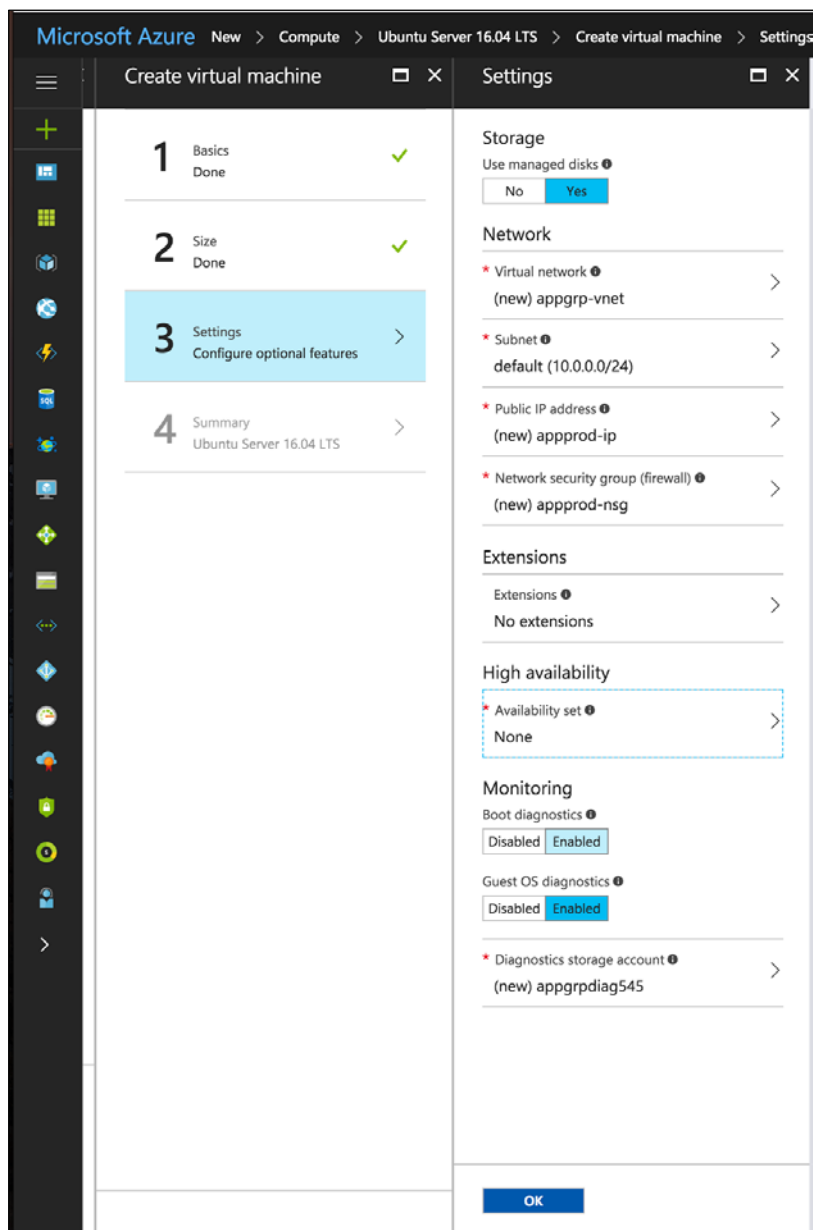 Microsoft Azure New > Compute > Ubuntu Server 16.04 LTS > Create virtual machine > Settings
Create virtual machine
1
Basics
Done
2
Size
Done
3
Settings
Configure optional features
4
Summary
Ubuntu Server 16.04 LTS
Settings
Storage
Use managed disks
No Yes
Network
* Virtual network
(new) appgrp-vnet
* Subnet
default (10.0.0.0/24)
* Public IP address
(new) appprod-ip
* Network security group (firewall)
(new) appprod-nsg
Extensions
Extensions
No extensions
High availability
* Availability set
None
Monitoring
Boot diagnostics
Disabled Enabled
Guest OS diagnostics
Disabled Enabled
* Diagnostics storage account
(new) appgrpdiag545
OK
SQL